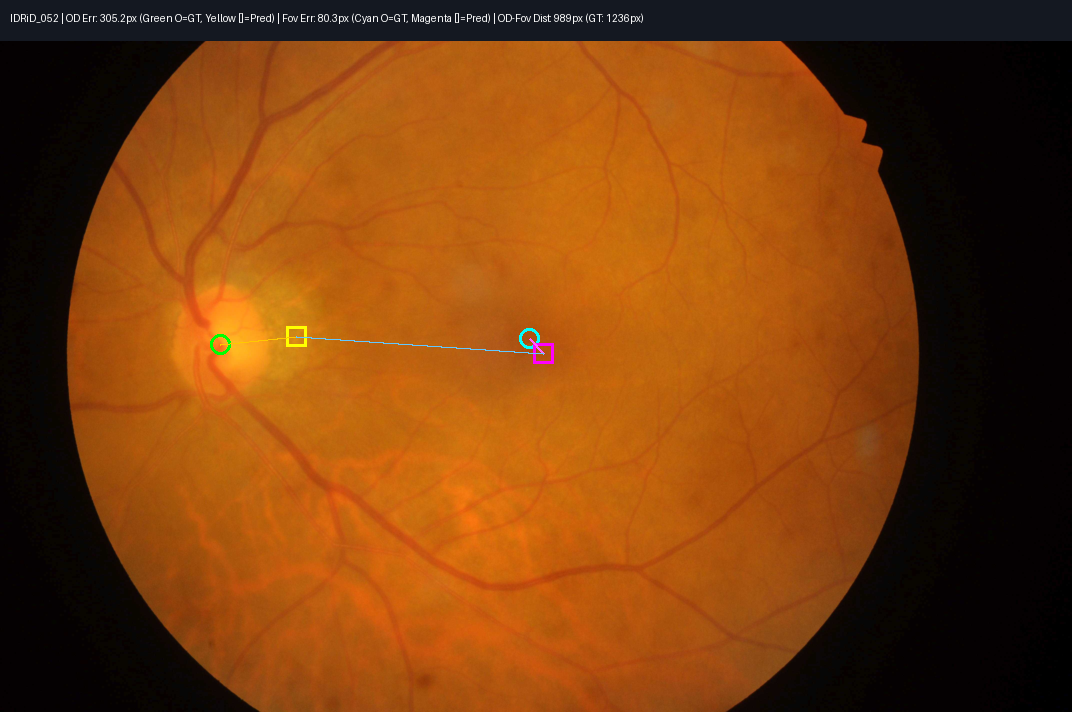 IDRiD_052 | OD Err: 305.2px (Green O=GT, Yellow []=Pred) | Fov Err: 80.3px (Cyan O=GT, Magenta []=Pred) | OD-Fov Dist: 989px (GT: 1236px)